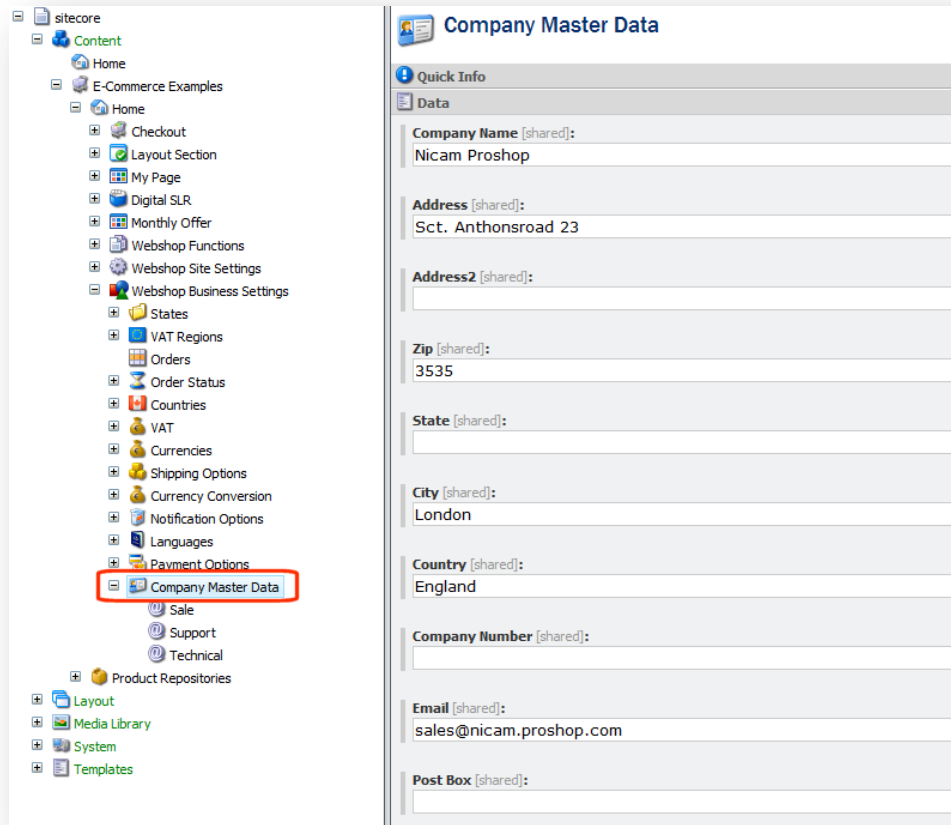 sitecore
Content
Home
E-Commerce Examples
Home
Checkout
Layout Section
My Page
Digital SLR
Monthly Offer
Webshop Functions
Webshop Site Settings
Webshop Business Settings
States
VAT Regions
Orders
Order Status
Countries
VAT
Currencies
Shipping Options
Currency Conversion
Notification Options
Languages
Payment Options
Company Master Data
Sale
Support
Technical
Product Repositories
Layout
Media Library
System
Templates
Company Master Data
Quick Info
Data
Company Name [shared]:
Nicam Proshop
Address [shared]:
Sct. Anthonsroad 23
Address2 [shared]:
Zip [shared]:
3535
State [shared]:
City [shared]:
London
Country [shared]:
England
Company Number [shared]:
Email [shared]:
sales@nicam.proshop.com
Post Box [shared]: